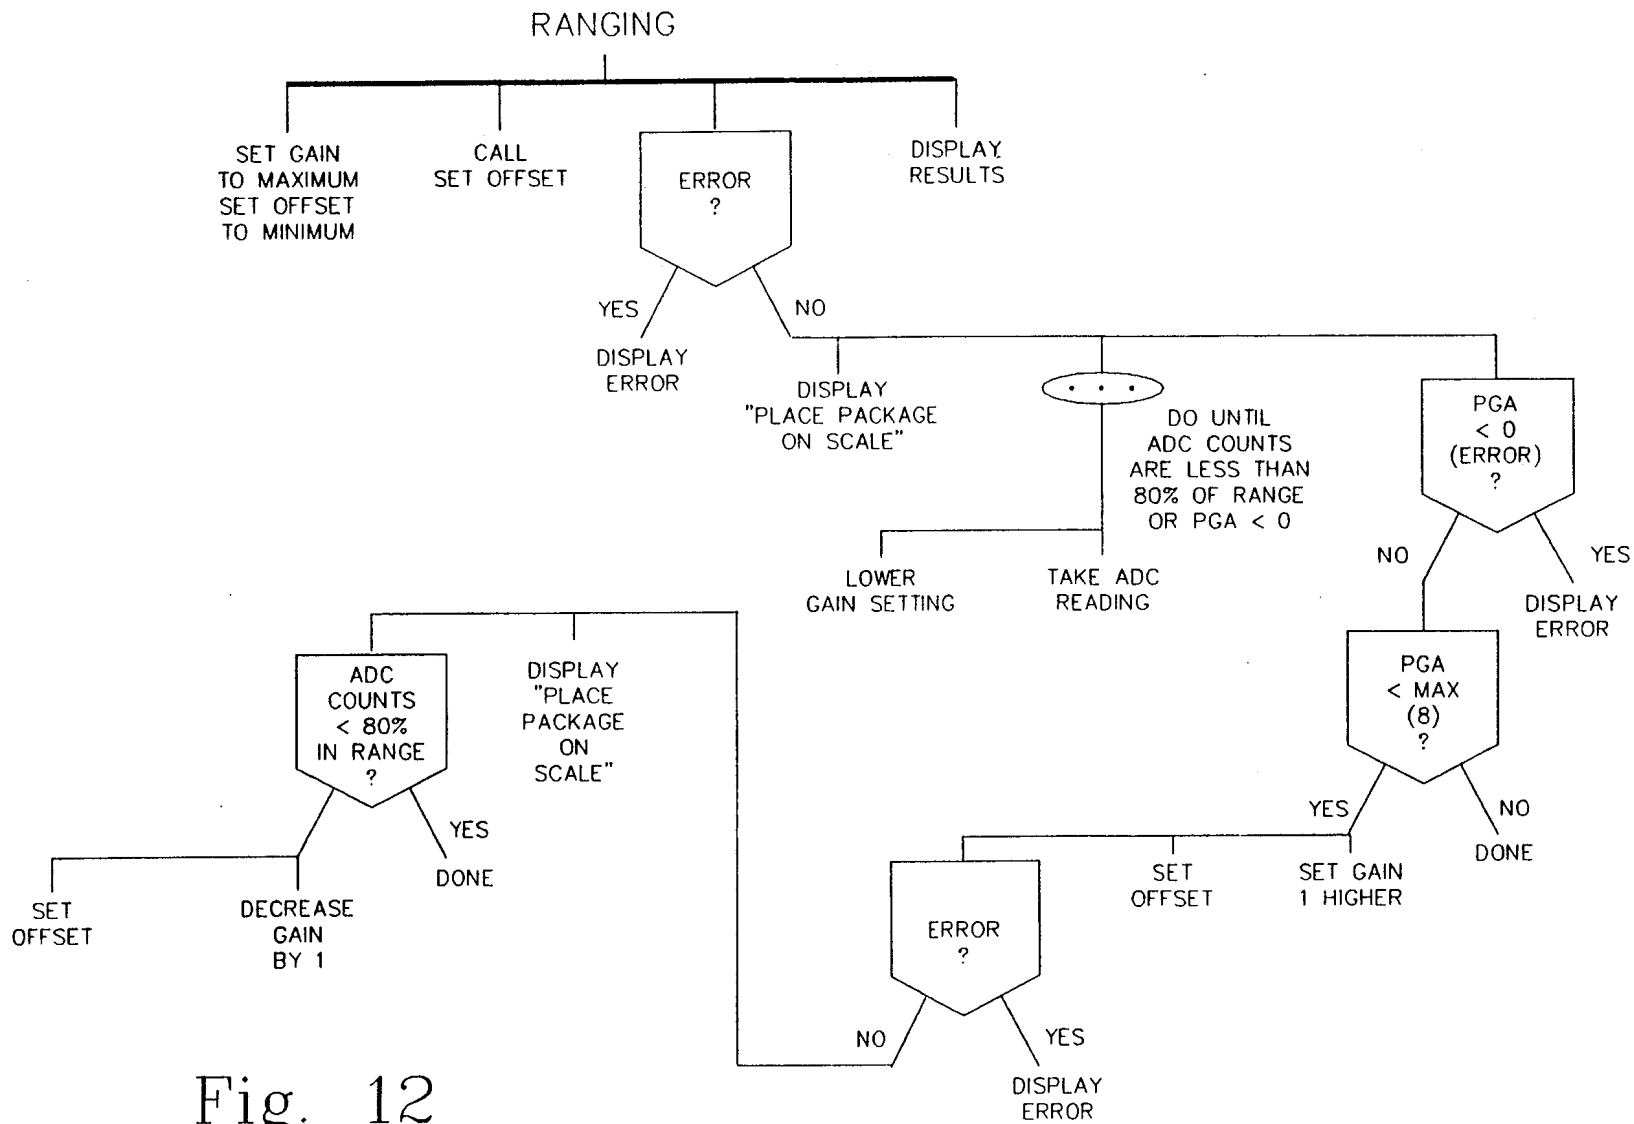 RANGING
SET GAIN
TO MAXIMUM
SET OFFSET
TO MINIMUM
CALL
SET OFFSET
ERROR
?
DISPLAY
RESULTS
YES
NO
DISPLAY
ERROR
DISPLAY
"PLACE PACKAGE
ON SCALE"
DO UNTIL
ADC COUNTS
ARE LESS THAN
80% OF RANGE
OR PGA < 0
PGA
< 0
(ERROR)
?
LOWER
GAIN SETTING
TAKE ADC
READING
NO
YES
DISPLAY
ERROR
PGA
< MAX
(8)
?
YES
NO
DONE
SET GAIN
1 HIGHER
SET
OFFSET
ERROR
?
NO
YES
DISPLAY
ERROR
DISPLAY
"PLACE
PACKAGE
ON
SCALE"
ADC
COUNTS
< 80%
IN RANGE
?
YES
DONE
DECREASE
GAIN
BY 1
SET
OFFSET
Fig. 12